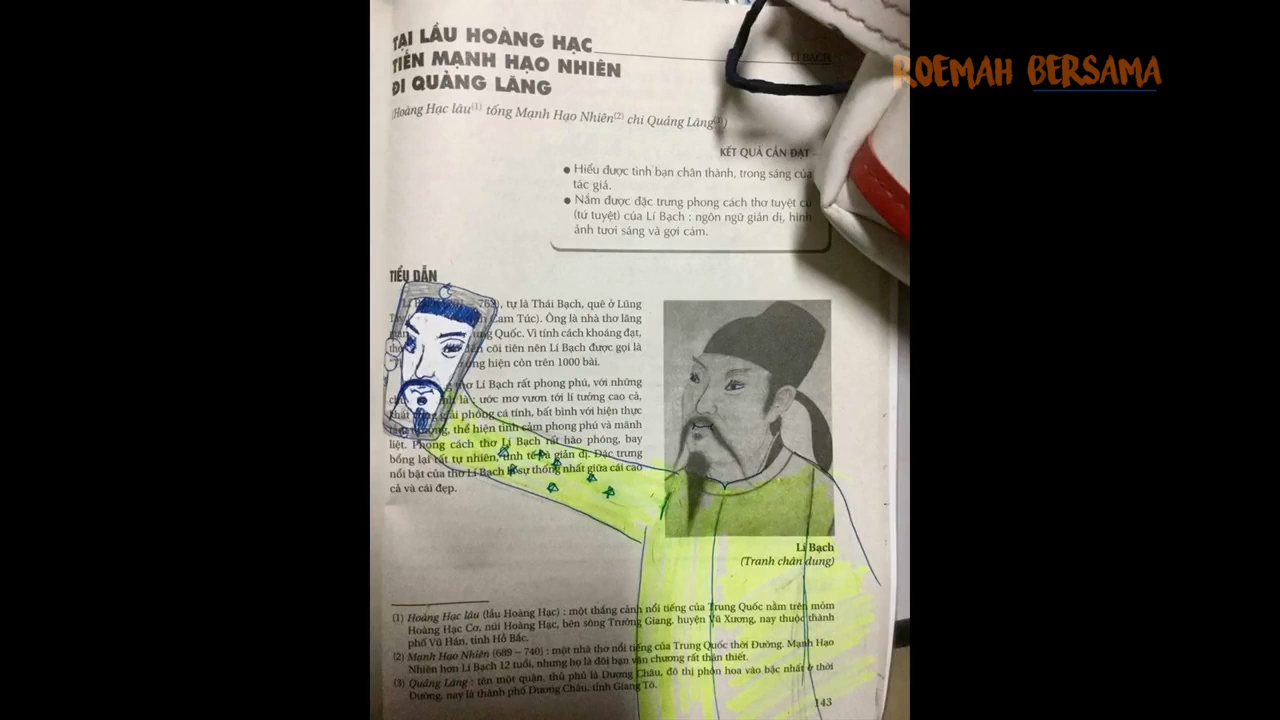 TẠI LẦU HOÀNG HẠC
TIỄN MẠNH HẠO NHIÊN
ĐI QUẢNG LĂNG
LÍ BẠCH
(Hoàng Hạc lâu(1) tống Mạnh Hạo Nhiên(2) chi Quảng Lăng(3))
ROEMAH BERSAMA
KẾT QUẢ CẦN ĐẠT
● Hiểu được tình bạn chân thành, trong sáng của
tác giả.
● Nắm được đặc trưng phong cách thơ tuyệt cú
(tứ tuyệt) của Lí Bạch : ngôn ngữ giản dị, hình
ảnh tươi sáng và gợi cảm.
TIỂU DẪN
), tự là Thái Bạch, quê ở Lũng
Cam Túc). Ông là nhà thơ lãng
Quốc. Vì tính cách khoáng đạt,
cõi tiên nên Lí Bạch được gọi là
hiện còn trên 1000 bài.
thơ Lí Bạch rất phong phú, với những
là : ước mơ vươn tới lí tưởng cao cả,
giải phóng cá tính, bất bình với hiện thực
thể hiện tình cảm phong phú và mãnh
liệt. Phong cách thơ Lí Bạch rất hào phóng, bay
bổng lại rất tự nhiên, tinh tế và giản dị. Đặc trưng
nổi bật của thơ Lí Bạch là sự thống nhất giữa cái cao
cả và cái đẹp.
Lí Bạch
(Tranh chân dung)
(1) Hoàng Hạc lâu (lầu Hoàng Hạc) : một thắng cảnh nổi tiếng của Trung Quốc nằm trên mỏm
Hoàng Hạc Cơ, núi Hoàng Hạc, bên sông Trường Giang, huyện Vũ Xương, nay thuộc thành
phố Vũ Hán, tỉnh Hồ Bắc.
(2) Mạnh Hạo Nhiên (689 – 740) : một nhà thơ nổi tiếng của Trung Quốc thời Đường. Mạnh Hạo
Nhiên hơn Lí Bạch 12 tuổi, nhưng họ là đôi bạn văn chương rất thân thiết.
(3) Quảng Lăng : tên một quận, thủ phủ là Dương Châu, đô thị phồn hoa vào bậc nhất ở thời
Đường, nay là thành phố Dương Châu, tỉnh Giang Tô.
143